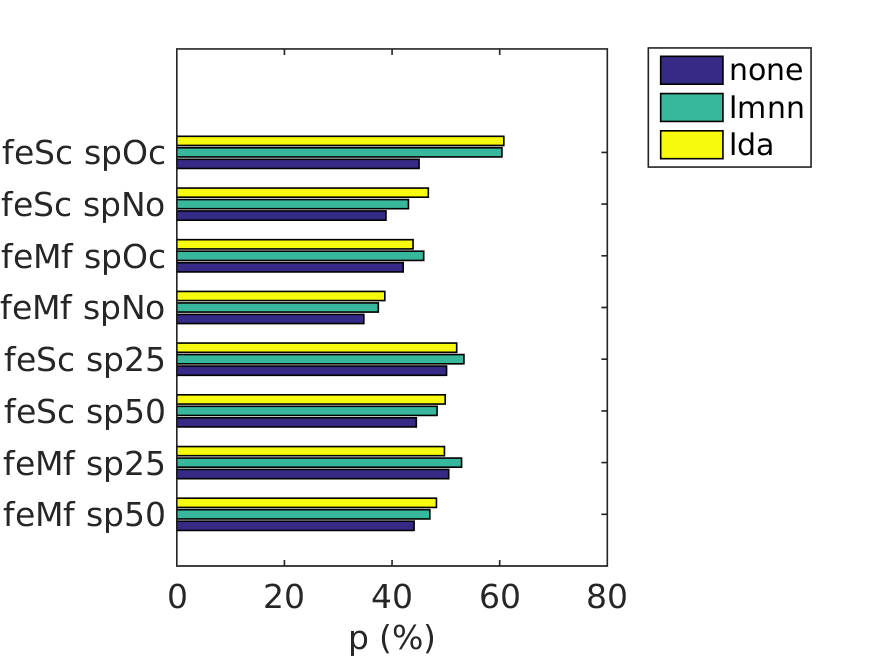 none
lmnn
lda
feSc spOc
feSc spNo
feMf spOc
feMf spNo
feSc sp25
feSc sp50
feMf sp25
feMf sp50
0 20 40 60 80
p (%)